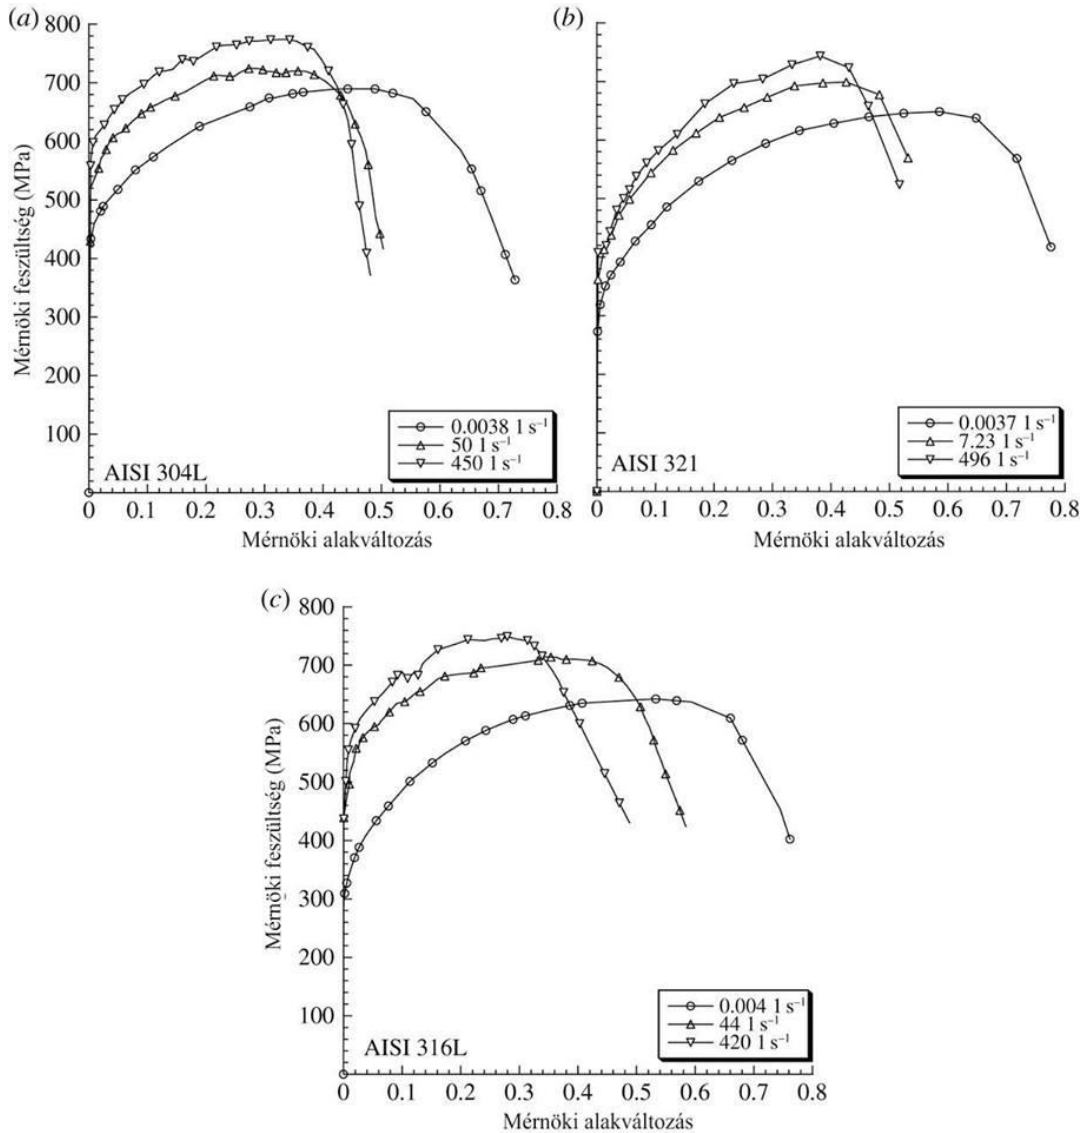 (a)
800
700
600
500
400
300
200
100
Mérnöki feszültség (MPa)
0.0038 1 s⁻¹
50 1 s⁻¹
450 1 s⁻¹
AISI 304L
0 0.1 0.2 0.3 0.4 0.5 0.6 0.7 0.8
Mérnöki alakváltozás
(b)
0.0037 1 s⁻¹
7.23 1 s⁻¹
496 1 s⁻¹
AISI 321
0 0.1 0.2 0.3 0.4 0.5 0.6 0.7 0.8
Mérnöki alakváltozás
(c)
800
700
600
500
400
300
200
100
Mérnöki feszültség (MPa)
0.004 1 s⁻¹
44 1 s⁻¹
420 1 s⁻¹
AISI 316L
0 0.1 0.2 0.3 0.4 0.5 0.6 0.7 0.8
Mérnöki alakváltozás